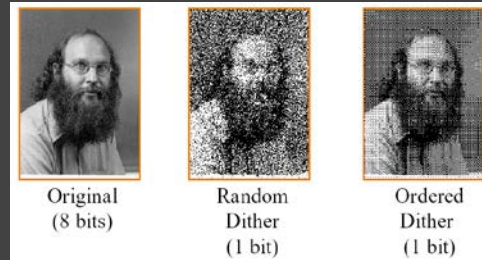 Original
(8 bits)
Random
Dither
(1 bit)
Ordered
Dither
(1 bit)